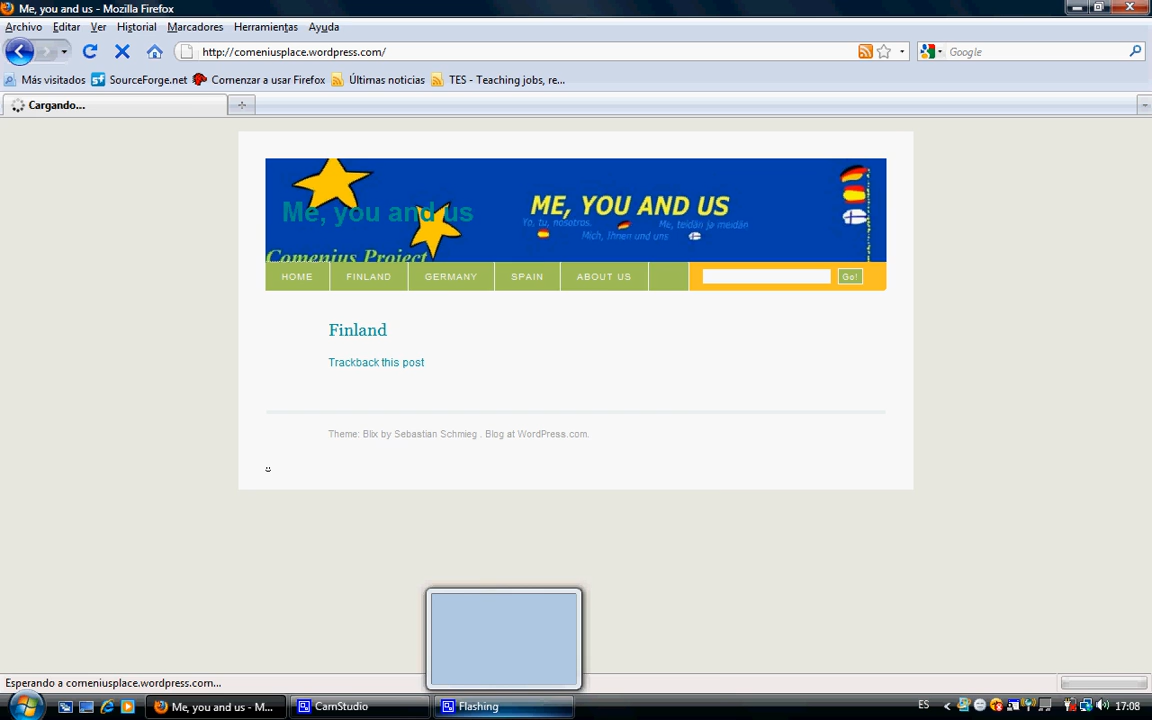 Me, you and us - Mozilla Firefox
Archivo Editar Ver Historial Marcadores Herramientas Ayuda
http://comeniusplace.wordpress.com/
Google
Más visitados SourceForge.net Comenzar a usar Firefox Últimas noticias TES - Teaching jobs, re...
Cargando...
Me, you and us
ME, YOU AND US
Yo, tu, nosotros.
Me, teidän ja meidän
Mich, Ihnen und uns
Comenius Project
HOME FINLAND GERMANY SPAIN ABOUT US Go!
Finland
Trackback this post
Theme: Blix by Sebastian Schmieg . Blog at WordPress.com.
Esperando a comeniusplace.wordpress.com...
Me, you and us - M... CamStudio Flashing ES 17:08